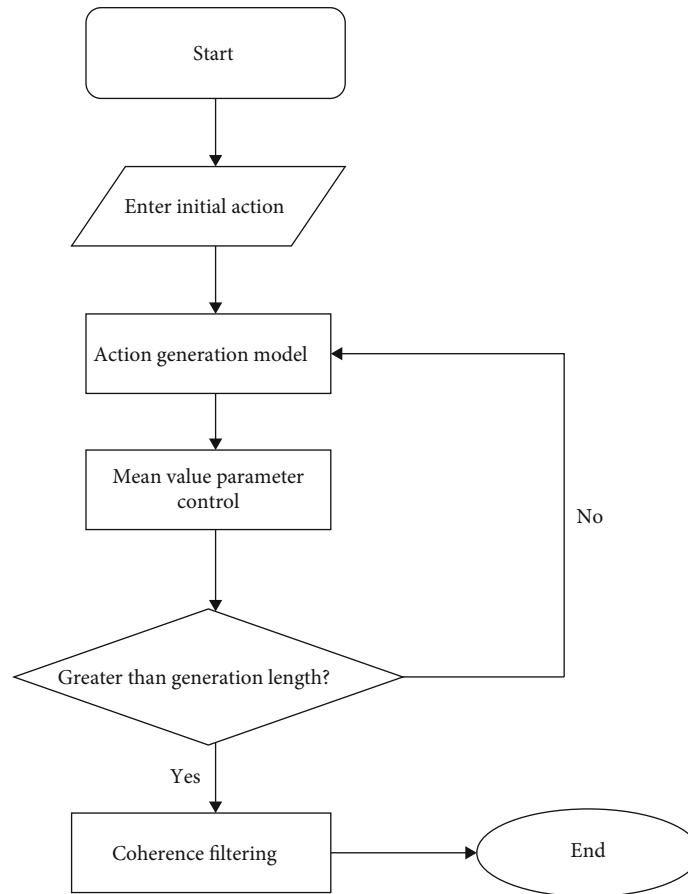 Start
Enter initial action
Action generation model
Mean value parameter
control
No
Greater than generation length?
Yes
Coherence filtering
End